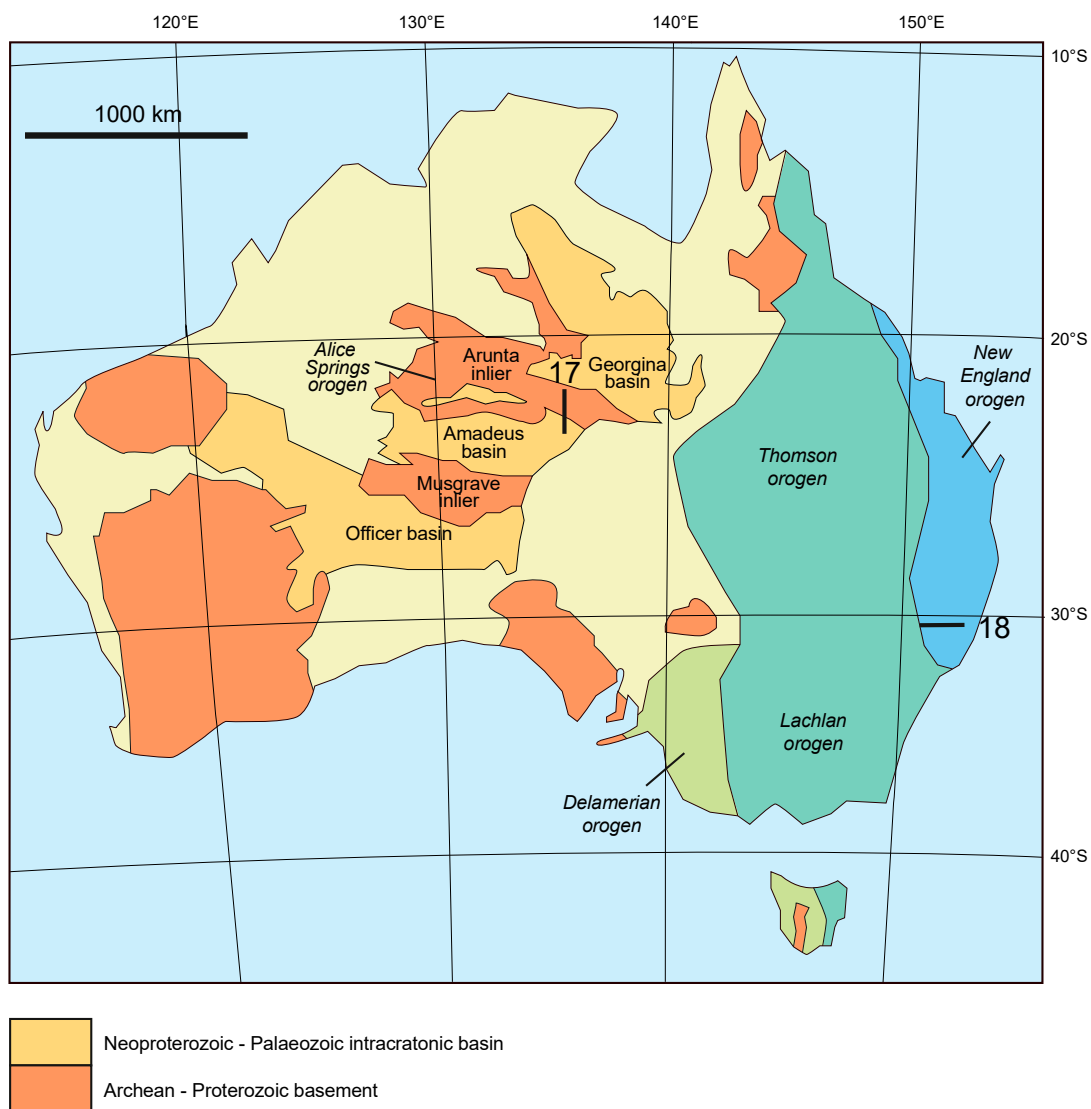 120°E
130°E
140°E
150°E
10°S
1000 km
20°S
Alice
Springs
orogen
Arunta
inlier
17
Georgina
basin
New
England
orogen
Amadeus
basin
Musgrave
inlier
Thomson
orogen
Officer basin
30°S
18
Lachlan
orogen
Delamerian
orogen
40°S
Neoproterozoic - Palaeozoic intracratonic basin
Archean - Proterozoic basement